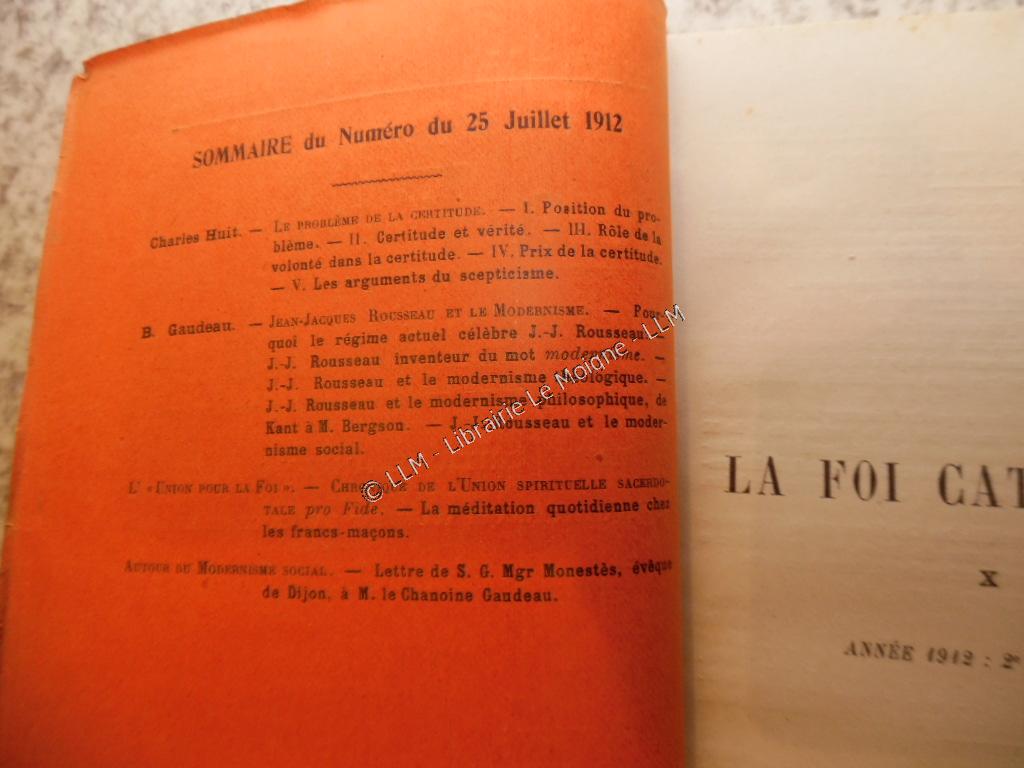 SOMMAIRE du Numéro du 25 Juillet 1912
Charles Huit. — LE PROBLÈME DE LA CERTITUDE. — I. Position du pro-
blème. — II. Certitude et vérité. — III. Rôle de la
volonté dans la certitude. — IV. Prix de la certitude.
— V. Les arguments du scepticisme.
B. Gaudeau. — JEAN-JACQUES ROUSSEAU ET LE MODERNISME. — Pour-
quoi le régime actuel célèbre J.-J. Rousseau. —
J.-J. Rousseau inventeur du mot modernisme. —
J.-J. Rousseau et le modernisme théologique. —
J.-J. Rousseau et le modernisme philosophique, de
Kant à M. Bergson. — J.-J. Rousseau et le moder-
nisme social.
L' « UNION POUR LA FOI ». — CHRONIQUE DE L'UNION SPIRITUELLE SACERDO-
TALE pro Fide. — La méditation quotidienne chez
les francs-maçons.
AUTOUR DU MODERNISME SOCIAL. — Lettre de S. G. Mgr Monestès, évêque
de Dijon, à M. le Chanoine Gaudeau.
© LLM - Librairie Le Moigne - LLM
LA FOI CAT
X
ANNÉE 1912 : 2e